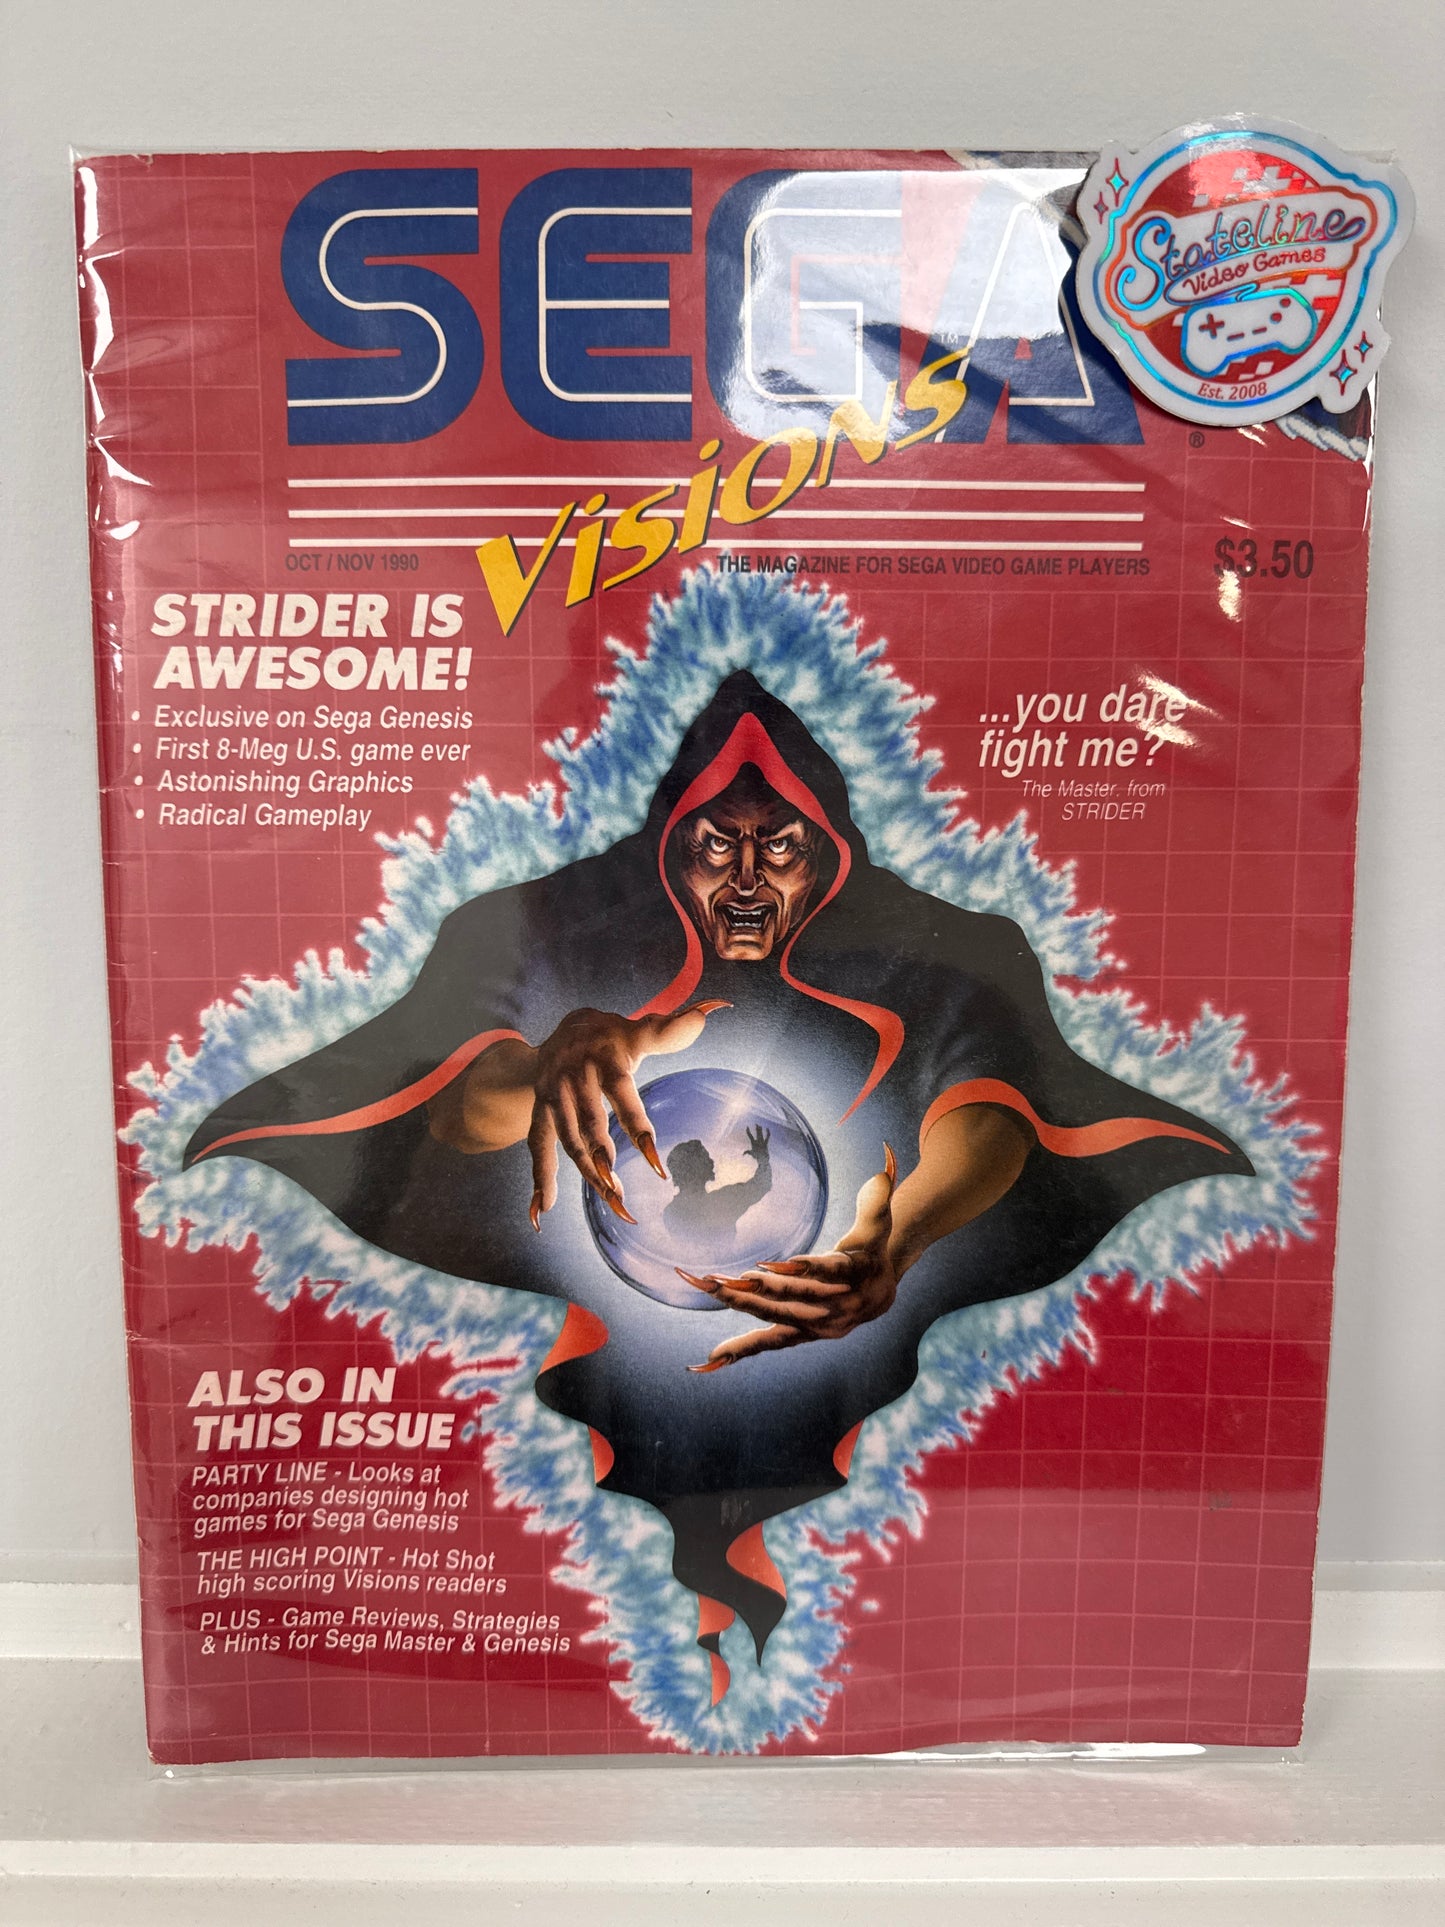 SEGA
®
™
Visions
OCT / NOV 1990
THE MAGAZINE FOR SEGA VIDEO GAME PLAYERS
$3.50
Stateline
Video Games
Est. 2008
STRIDER IS
AWESOME!
• Exclusive on Sega Genesis
• First 8-Meg U.S. game ever
• Astonishing Graphics
• Radical Gameplay
...you dare
fight me?
The Master, from
STRIDER
ALSO IN
THIS ISSUE
PARTY LINE - Looks at
companies designing hot
games for Sega Genesis
THE HIGH POINT - Hot Shot
high scoring Visions readers
PLUS - Game Reviews, Strategies
& Hints for Sega Master & Genesis